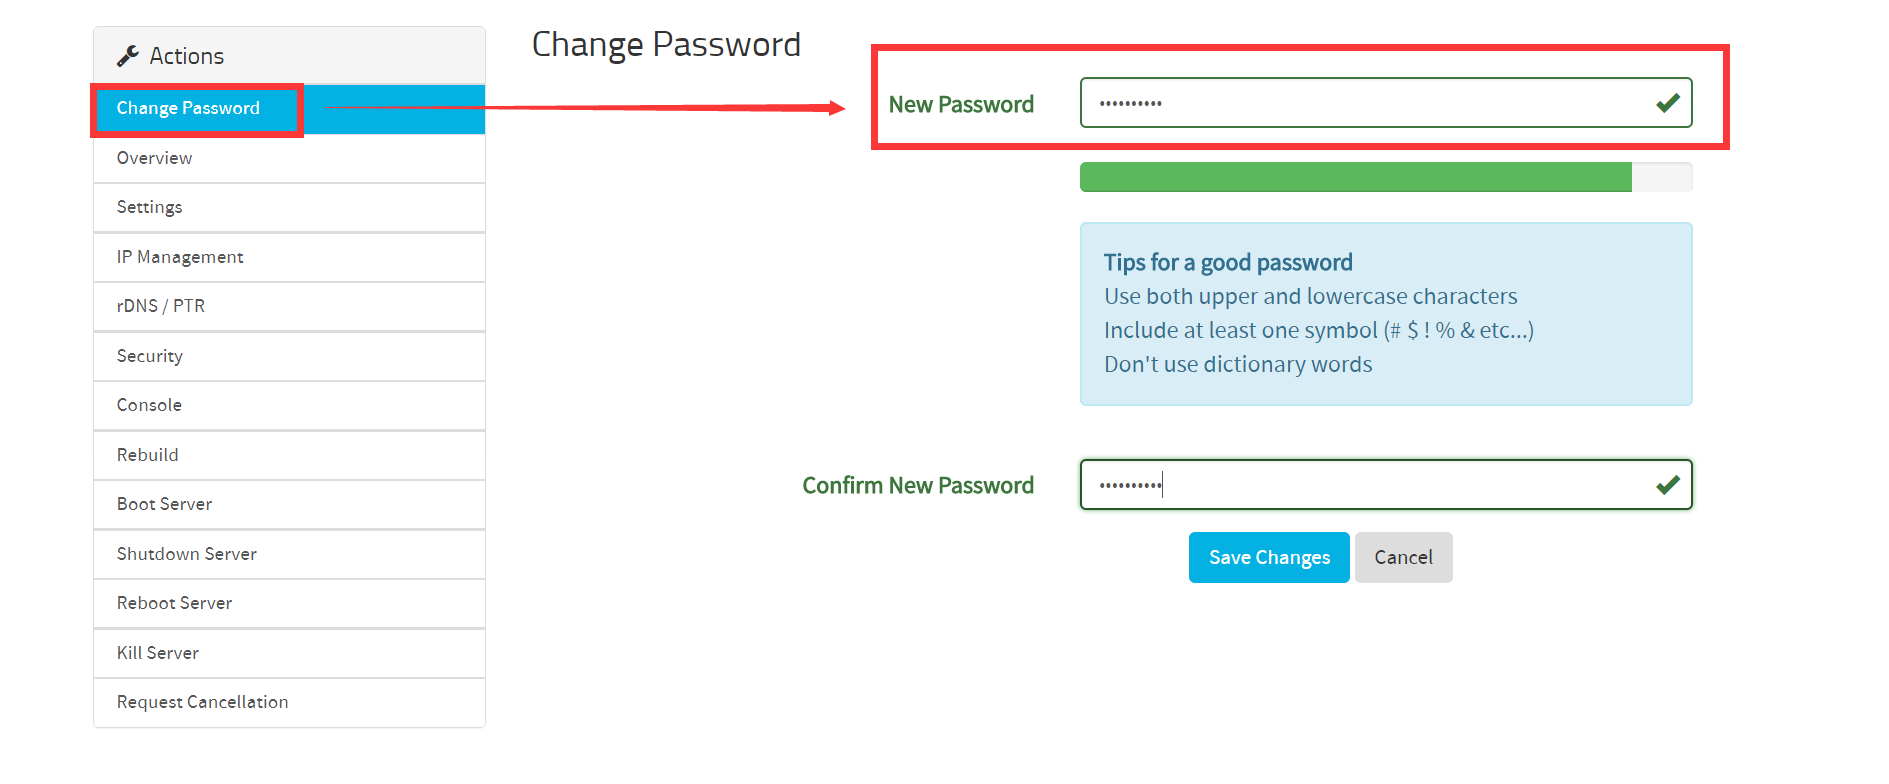 Actions
Change Password
Overview
Settings
IP Management
rDNS / PTR
Security
Console
Rebuild
Boot Server
Shutdown Server
Reboot Server
Kill Server
Request Cancellation
Change Password
New Password
••••••••••
Tips for a good password
Use both upper and lowercase characters
Include at least one symbol (# $ ! % & etc...)
Don't use dictionary words
Confirm New Password
••••••••••
Save Changes
Cancel